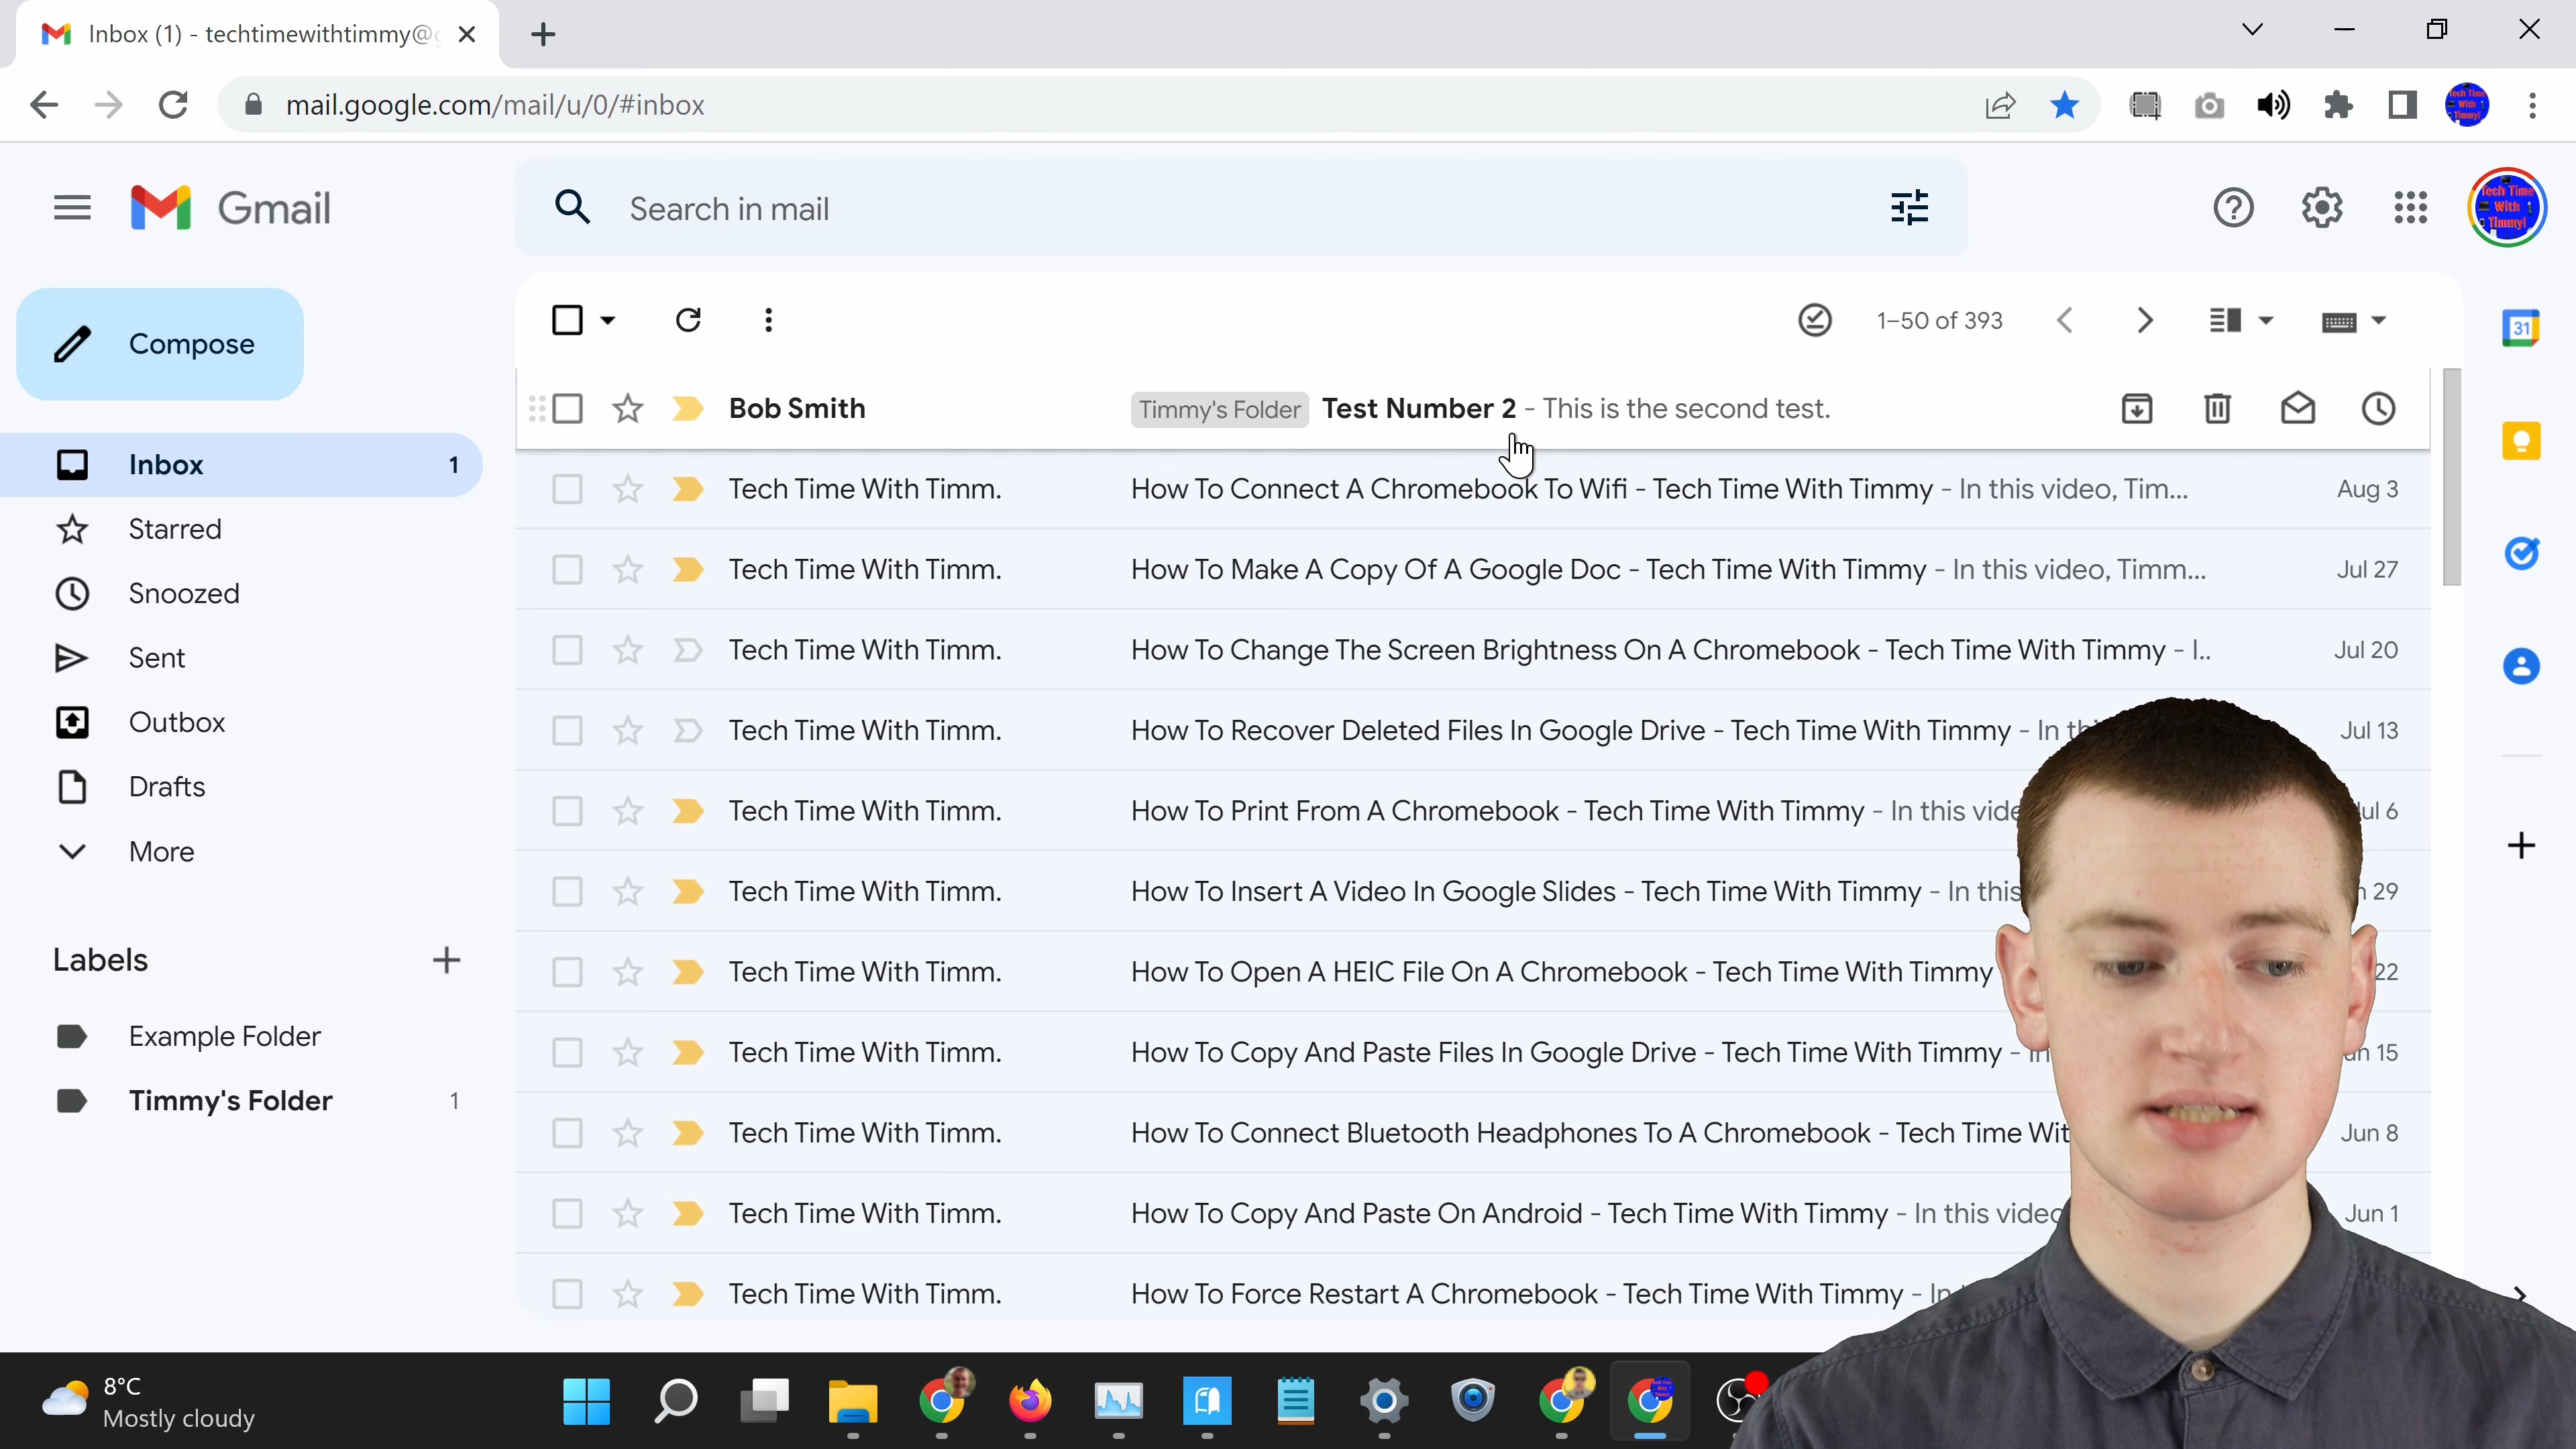 Inbox (1) - techtimewithtimmy@
mail.google.com/mail/u/0/#inbox
Gmail
Search in mail
Compose
1–50 of 393
Inbox 1
Starred
Snoozed
Sent
Outbox
Drafts
More
Labels
Example Folder
Timmy's Folder 1
Bob Smith Timmy's Folder Test Number 2 - This is the second test.
Tech Time With Timm. How To Connect A Chromebook To Wifi - Tech Time With Timmy - In this video, Tim... Aug 3
Tech Time With Timm. How To Make A Copy Of A Google Doc - Tech Time With Timmy - In this video, Timm... Jul 27
Tech Time With Timm. How To Change The Screen Brightness On A Chromebook - Tech Time With Timmy - I.. Jul 20
Tech Time With Timm. How To Recover Deleted Files In Google Drive - Tech Time With Timmy - In Jul 13
Tech Time With Timm. How To Print From A Chromebook - Tech Time With Timmy - In this 6
Tech Time With Timm. How To Insert A Video In Google Slides - Tech Time With Timmy - In this 29
Tech Time With Timm. How To Open A HEIC File On A Chromebook - Tech Time With Timmy 22
Tech Time With Timm. How To Copy And Paste Files In Google Drive - Tech Time With Timmy - 15
Tech Time With Timm. How To Connect Bluetooth Headphones To A Chromebook - Tech Time Jun 8
Tech Time With Timm. How To Copy And Paste On Android - Tech Time With Timmy - In this Jun 1
Tech Time With Timm. How To Force Restart A Chromebook - Tech Time With Timmy -
Tech Time
With
Timmy!
31
8°C
Mostly cloudy